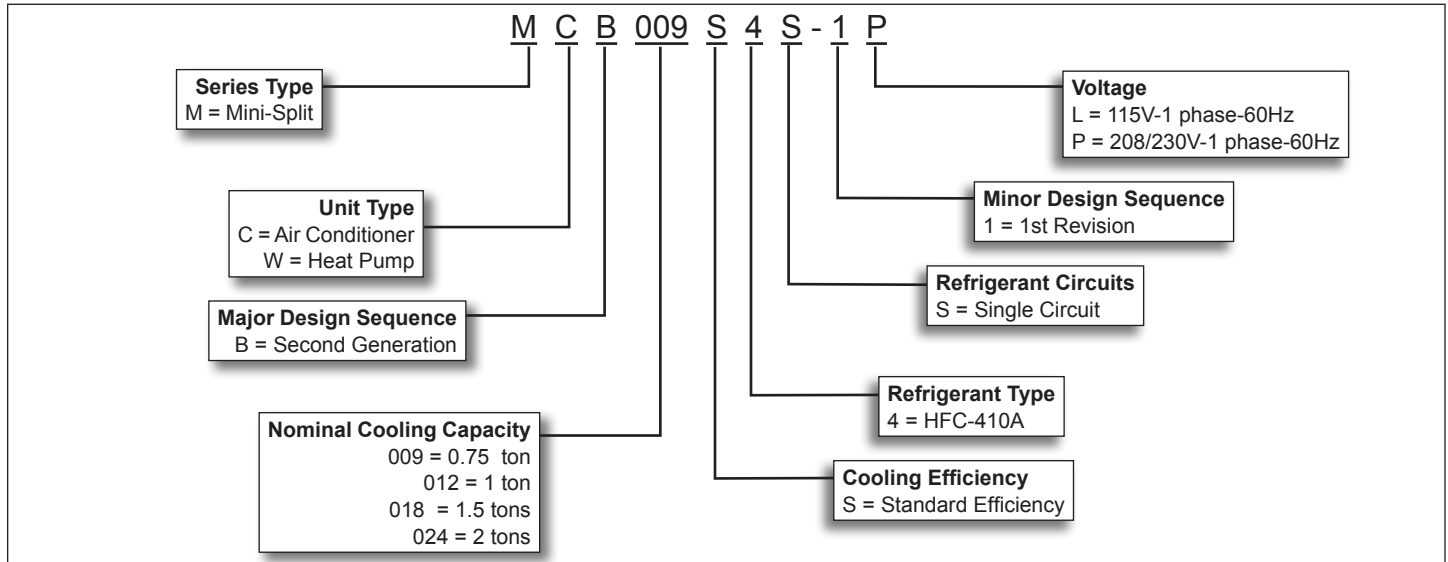 M C B 009 S 4 S - 1 P
Series Type
M = Mini-Split
Voltage
L = 115V-1 phase-60Hz
P = 208/230V-1 phase-60Hz
Unit Type
C = Air Conditioner
W = Heat Pump
Minor Design Sequence
1 = 1st Revision
Major Design Sequence
B = Second Generation
Refrigerant Circuits
S = Single Circuit
Nominal Cooling Capacity
009 = 0.75 ton
012 = 1 ton
018 = 1.5 tons
024 = 2 tons
Refrigerant Type
4 = HFC-410A
Cooling Efficiency
S = Standard Efficiency